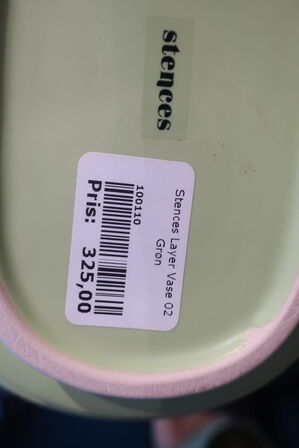 stences
Stences Layer Vase 02
Grøn
100110
Pris: 325,00